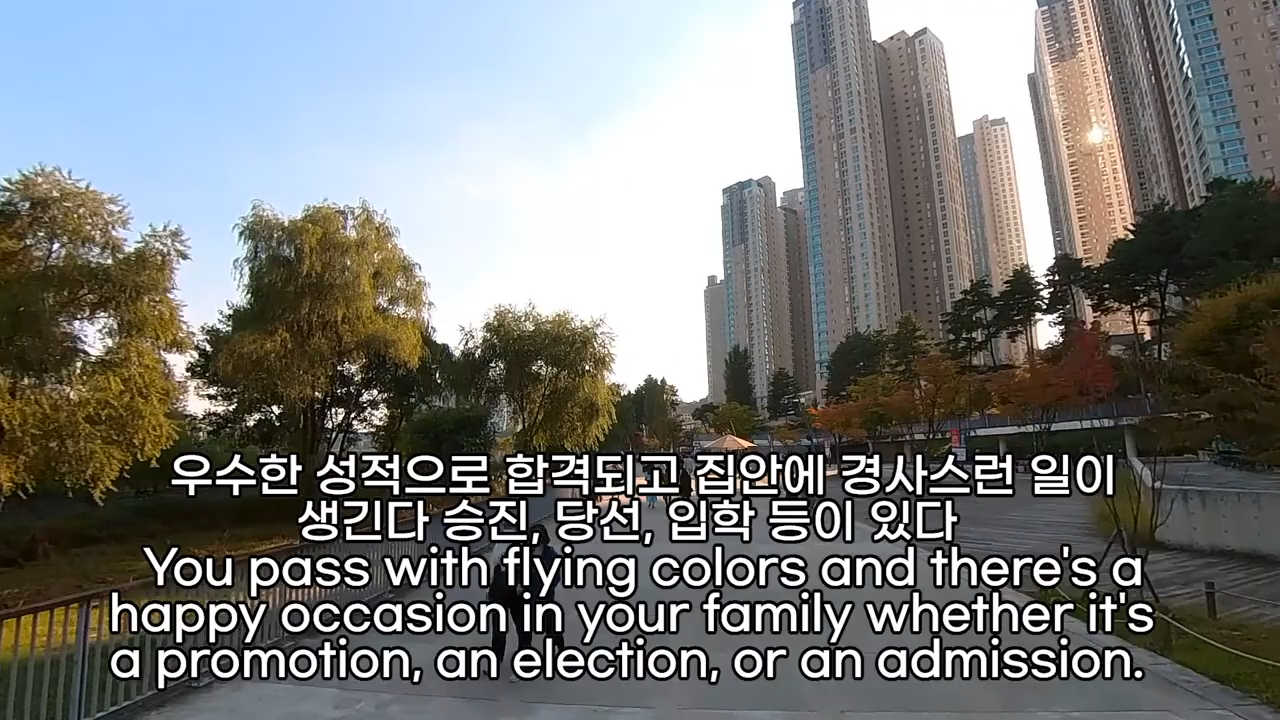 우수한 성적으로 합격되고 집안에 경사스런 일이
생긴다 승진, 당선, 입학 등이 있다
You pass with flying colors and there's a
happy occasion in your family whether it's
a promotion, an election, or an admission.